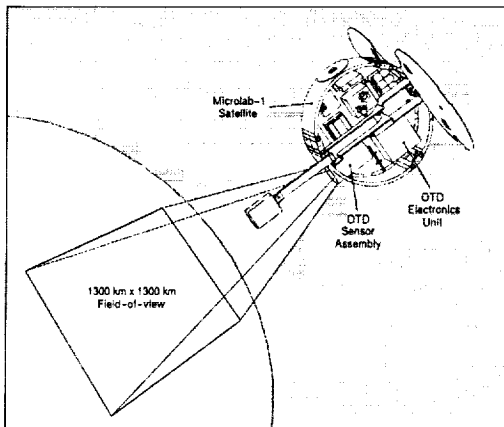 Microlab-1
Satellite
OTD
Electronics
Unit
OTD
Sensor
Assembly
1300 km x 1300 km
Field-of-view